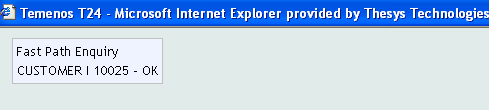 Temenos T24 - Microsoft Internet Explorer provided by Thesys Technologies
Fast Path Enquiry
CUSTOMER I 10025 - OK